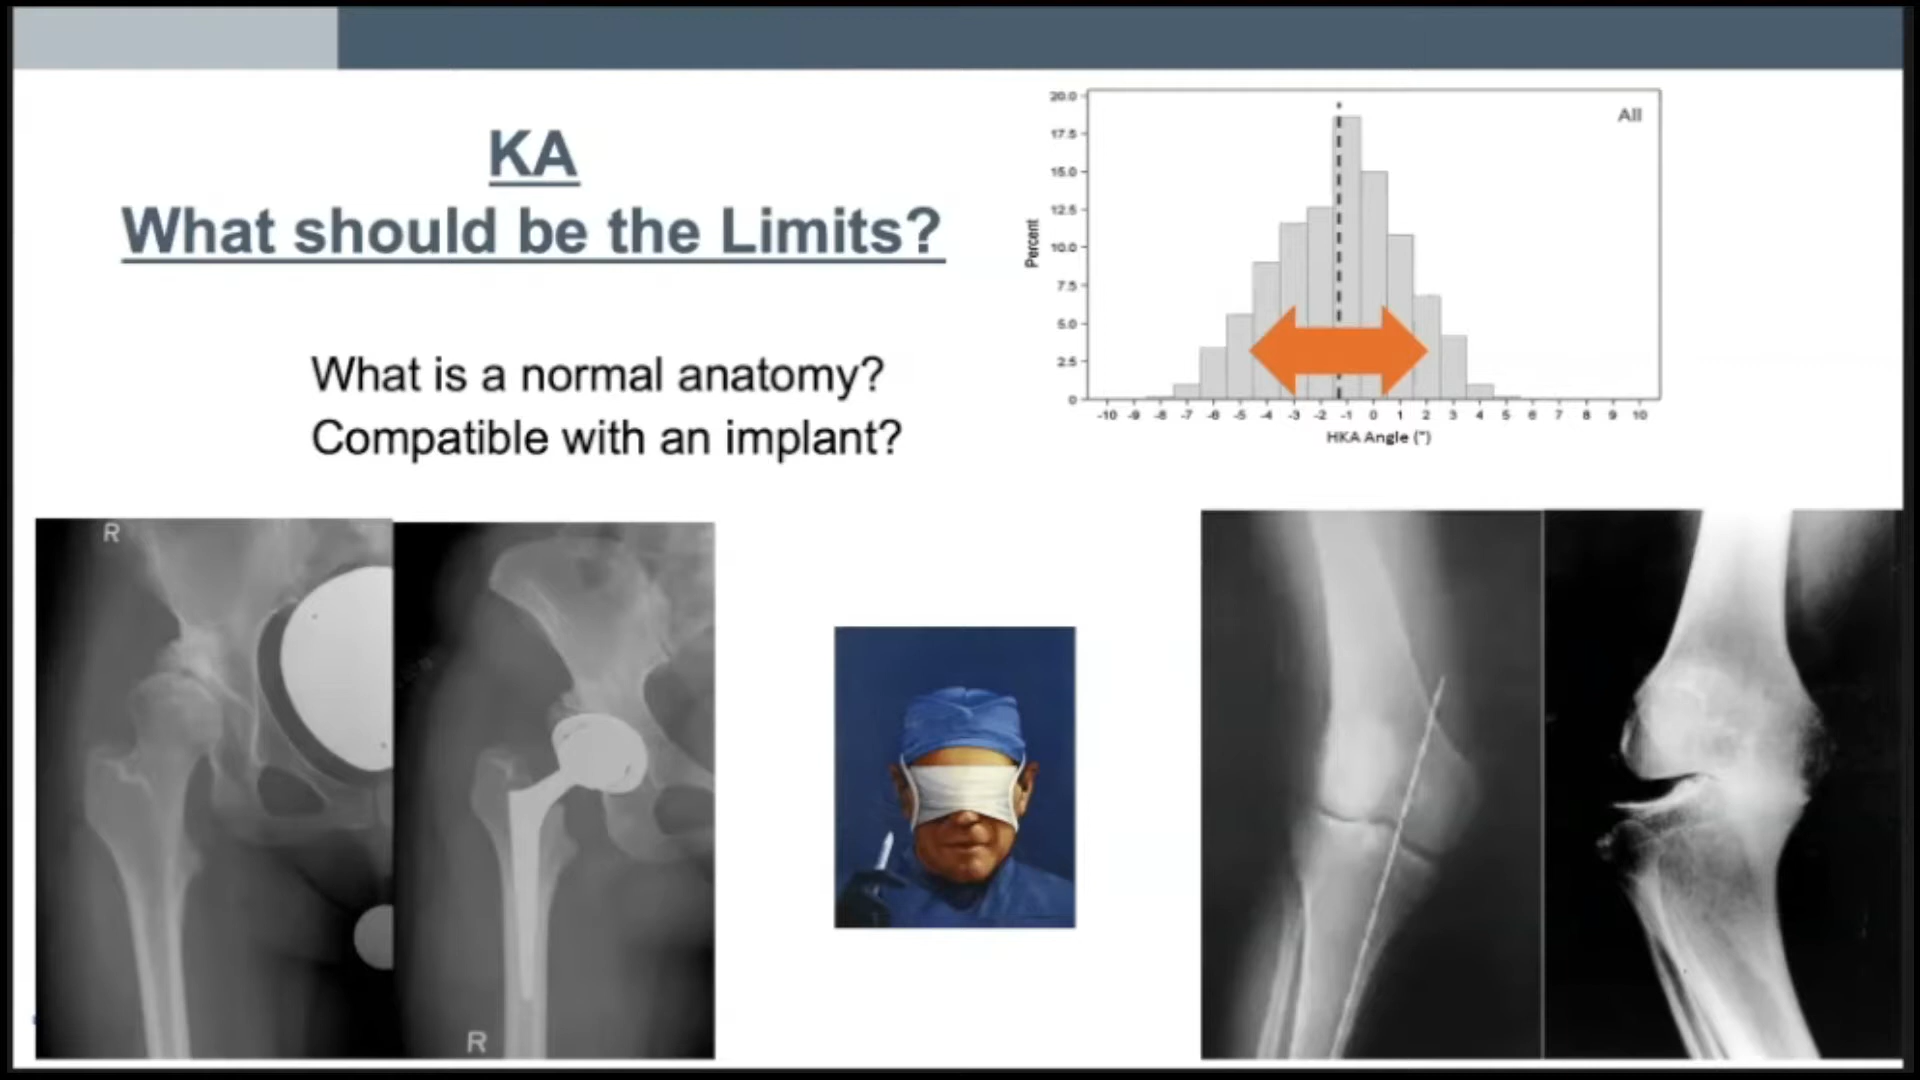 KA
What should be the Limits?
What is a normal anatomy?
Compatible with an implant?
All
Percent
20.0
17.5
15.0
12.5
10.0
7.5
5.0
2.5
0
-10 -9 -8 -7 -6 -5 -4 -3 -2 -1 0 1 2 3 4 5 6 7 8 9 10
HKA Angle (°)
R
R